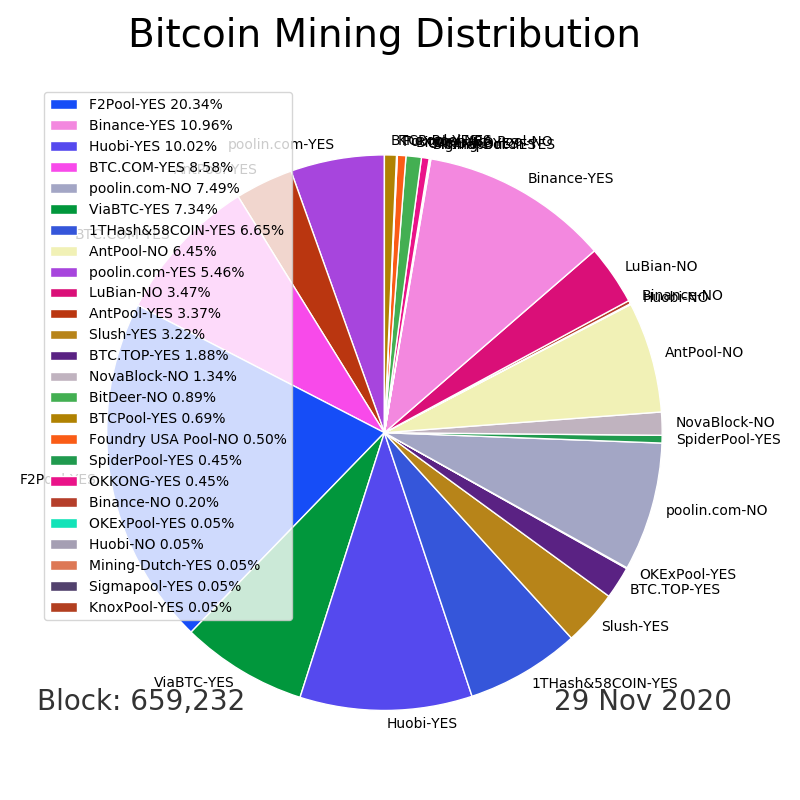 Bitcoin Mining Distribution
F2Pool-YES 20.34%
Binance-YES 10.96%
Huobi-YES 10.02%
BTC.COM-YES 8.58%
poolin.com-NO 7.49%
ViaBTC-YES 7.34%
1THash&58COIN-YES 6.65%
AntPool-NO 6.45%
poolin.com-YES 5.46%
LuBian-NO 3.47%
AntPool-YES 3.37%
Slush-YES 3.22%
BTC.TOP-YES 1.88%
NovaBlock-NO 1.34%
BitDeer-NO 0.89%
BTCPool-YES 0.69%
Foundry USA Pool-NO 0.50%
SpiderPool-YES 0.45%
OKKONG-YES 0.45%
Binance-NO 0.20%
OKExPool-YES 0.05%
Huobi-NO 0.05%
Mining-Dutch-YES 0.05%
Sigmapool-YES 0.05%
KnoxPool-YES 0.05%
poolin.com-YES
BTC.COM-YES
ViaBTC-YES
Huobi-YES
1THash&58COIN-YES
Slush-YES
BTC.TOP-YES
OKExPool-YES
poolin.com-NO
SpiderPool-YES
NovaBlock-NO
AntPool-NO
Huobi-NO
Binance-NO
LuBian-NO
Binance-YES
Block: 659,232
29 Nov 2020